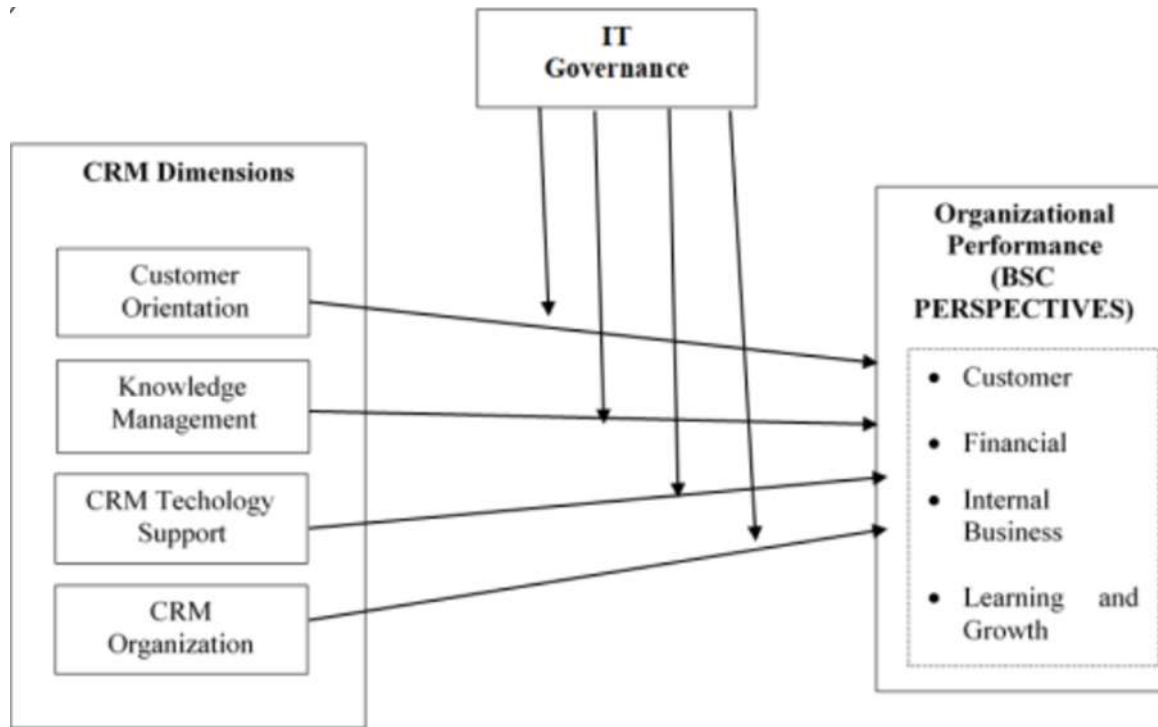 IT
Governance
CRM Dimensions
Customer
Orientation
Knowledge
Management
CRM Techology
Support
CRM
Organization
Organizational
Performance
(BSC
PERSPECTIVES)
• Customer
• Financial
• Internal
Business
• Learning and
Growth